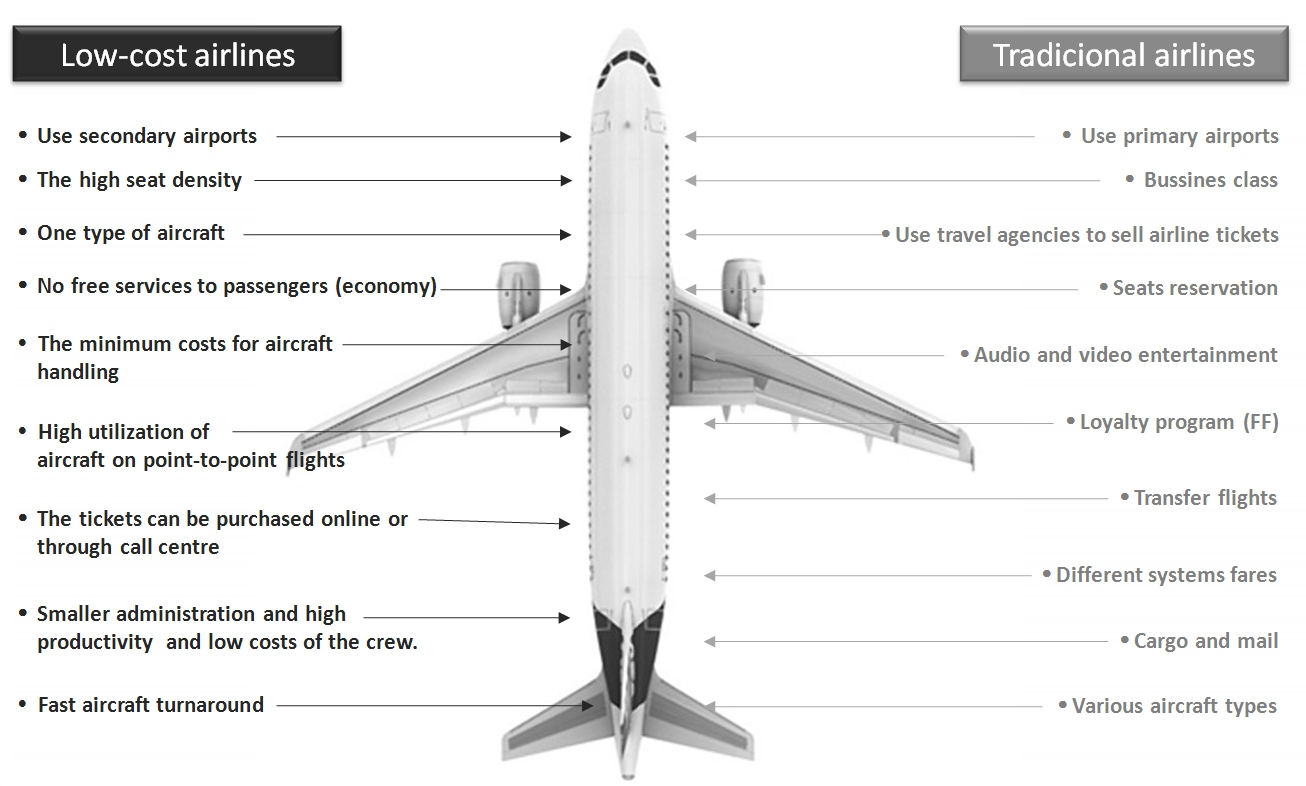 Low-cost airlines
• Use secondary airports
• The high seat density
• One type of aircraft
• No free services to passengers (economy)
• The minimum costs for aircraft
handling
• High utilization of
aircraft on point-to-point flights
• The tickets can be purchased online or
through call centre
• Smaller administration and high
productivity and low costs of the crew.
• Fast aircraft turnaround
Tradicional airlines
• Use primary airports
• Bussines class
• Use travel agencies to sell airline tickets
• Seats reservation
• Audio and video entertainment
• Loyalty program (FF)
• Transfer flights
• Different systems fares
• Cargo and mail
• Various aircraft types